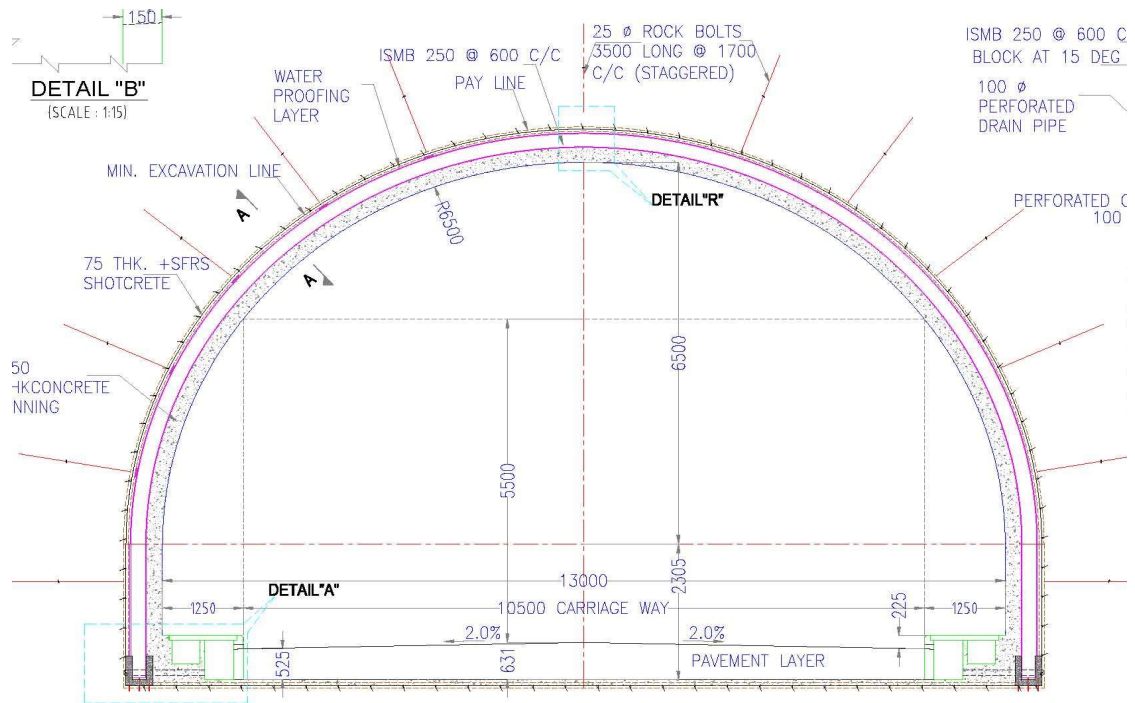 150
DETAIL "B"
(SCALE : 1:15)
ISMB 250 @ 600 C/C
PAY LINE
25 ø ROCK BOLTS
3500 LONG @ 1700
C/C (STAGGERED)
ISMB 250 @ 600
BLOCK AT 15 DEG
100 ø
PERFORATED
DRAIN PIPE
WATER
PROOFING
LAYER
MIN. EXCAVATION LINE
A
A
R6500
DETAIL"R"
PERFORATED
100
75 THK. +SFRS
SHOTCRETE
50
HKCONCRETE
NNING
6500
5500
2305
13000
DETAIL"A"
1250
10500 CARRIAGE WAY
225
1250
2.0%
2.0%
525
631
PAVEMENT LAYER